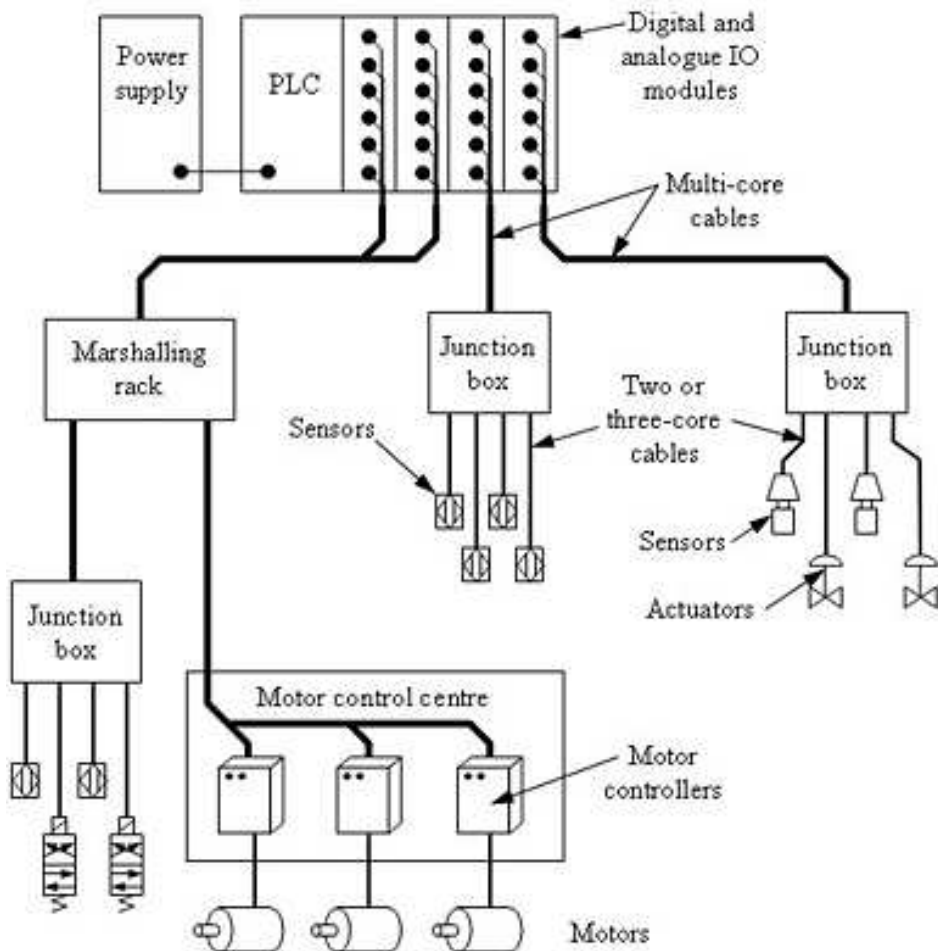 Power
supply
PLC
Digital and
analogue IO
modules
Multi-core
cables
Marshalling
rack
Junction
box
Junction
box
Two or
three-core
cables
Sensors
Sensors
Actuators
Junction
box
Motor control centre
Motor
controllers
Motors